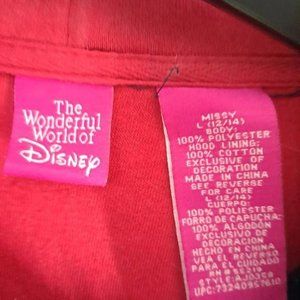 The
Wonderful
World of
Disney
MISSY
L (12/14)
BODY:
100% POLYESTER
HOOD LINING:
100% COTTON
EXCLUSIVE OF
DECORATION
MADE IN CHINA
SEE REVERSE
FOR CARE
L (12/14)
CUERPO:
100% POLIESTER
FORRO DE CAPUCHA:
100% ALGODÓN
EXCLUSIVO DE
DECORACION
HECHO EN CHINA
VEA EL REVERSO
PARA EL CUIDADO